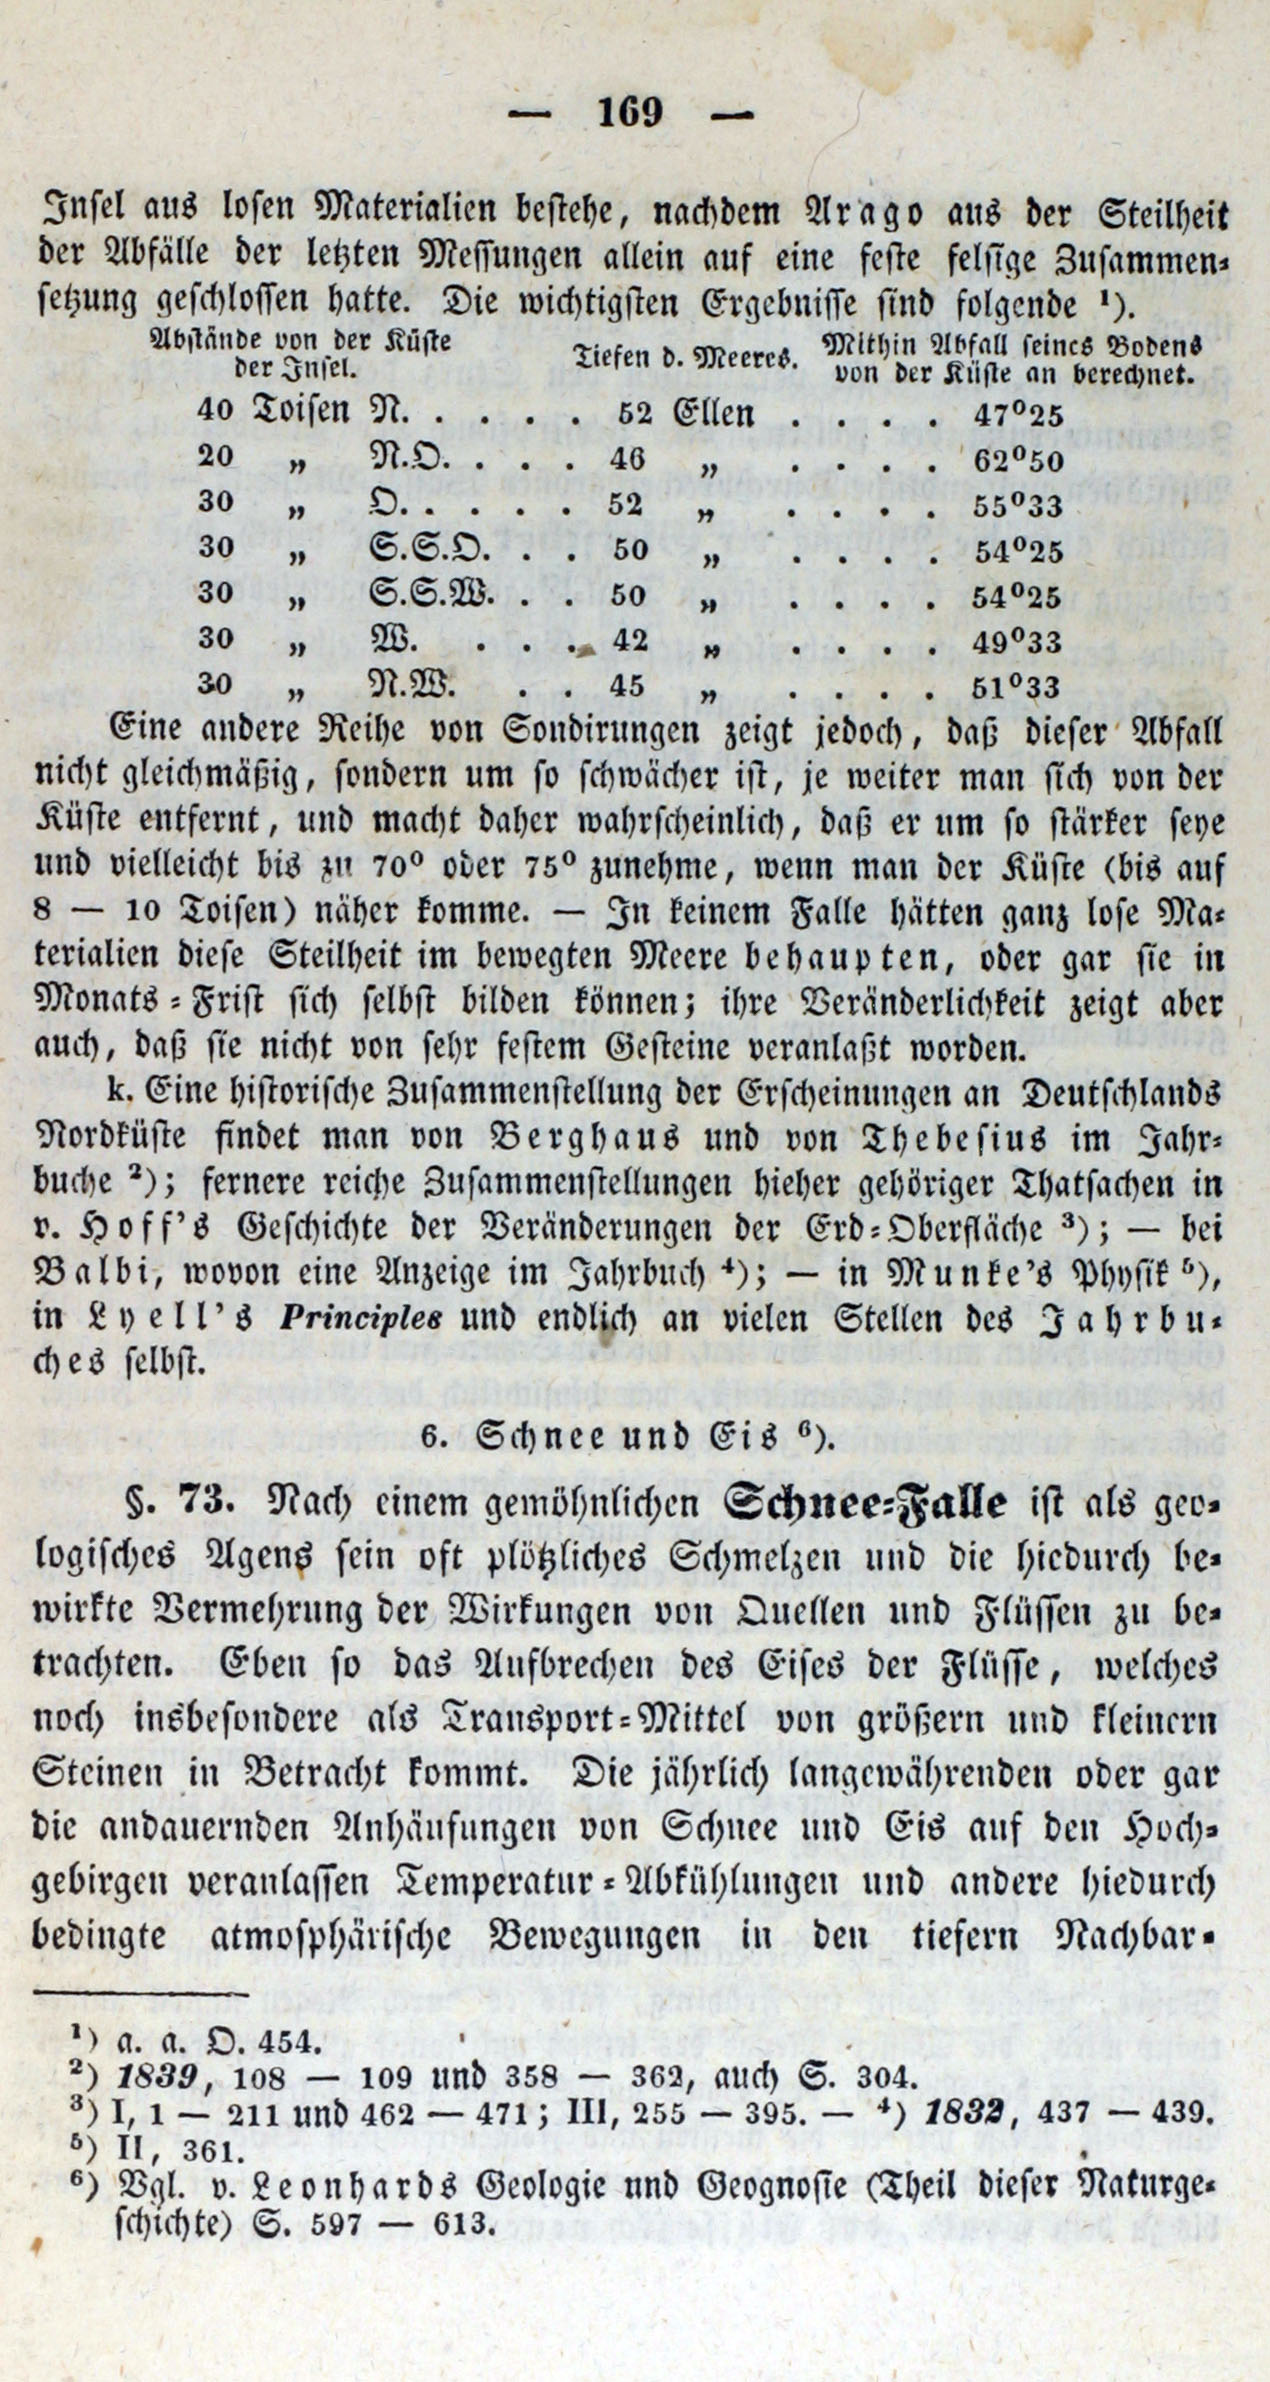 — 169 —
Insel aus losen Materialien bestehe, nachdem Arago aus der Steilheit
der Abfälle der letzten Messungen allein auf eine feste felsige Zusammen-
setzung geschlossen hatte. Die wichtigsten Ergebnisse sind folgende ¹).
Abstände von der Küste der Insel. Tiefen d. Meeres. Mithin Abfall seines Bodens von der Küste an berechnet.
40 Toisen N. . . . . 52 Ellen . . . . 47⁰25
20 „ N.O. . . . 46 „ . . . . 62⁰50
30 „ O. . . . . 52 „ . . . . 55⁰33
30 „ S.S.O. . . 50 „ . . . . 54⁰25
30 „ S.S.W. . . 50 „ . . . . 54⁰25
30 „ W. . . . 42 „ . . . . 49⁰33
30 „ N.W. . . 45 „ . . . . 51⁰33
Eine andere Reihe von Sondirungen zeigt jedoch, daß dieser Abfall
nicht gleichmäßig, sondern um so schwächer ist, je weiter man sich von der
Küste entfernt, und macht daher wahrscheinlich, daß er um so stärker seye
und vielleicht bis zu 70⁰ oder 75⁰ zunehme, wenn man der Küste (bis auf
8 — 10 Toisen) näher komme. — In keinem Falle hätten ganz lose Ma-
terialien diese Steilheit im bewegten Meere behaupten, oder gar sie in
Monats-Frist sich selbst bilden können; ihre Veränderlichkeit zeigt aber
auch, daß sie nicht von sehr festem Gesteine veranlaßt worden.
k. Eine historische Zusammenstellung der Erscheinungen an Deutschlands
Nordküste findet man von Berghaus und von Thebesius im Jahr-
buche ²); fernere reiche Zusammenstellungen hieher gehöriger Thatsachen in
v. Hoff's Geschichte der Veränderungen der Erd-Oberfläche ³); — bei
Balbi, wovon eine Anzeige im Jahrbuch ⁴); — in Munke's Physik ⁵),
in Lyell's Principles und endlich an vielen Stellen des Jahrbu-
ches selbst.
6. Schnee und Eis ⁶).
§. 73. Nach einem gewöhnlichen Schnee-Falle ist als geo-
logisches Agens sein oft plötzliches Schmelzen und die hiedurch be-
wirkte Vermehrung der Wirkungen von Quellen und Flüssen zu be-
trachten. Eben so das Aufbrechen des Eises der Flüsse, welches
noch insbesondere als Transport-Mittel von größern und kleinern
Steinen in Betracht kommt. Die jährlich langewährenden oder gar
die andauernden Anhäufungen von Schnee und Eis auf den Hoch-
gebirgen veranlassen Temperatur-Abkühlungen und andere hiedurch
bedingte atmosphärische Bewegungen in den tiefern Nachbar-
¹) a. a. O. 454.
²) 1839, 108 — 109 und 358 — 362, auch S. 304.
³) I, 1 — 211 und 462 — 471; III, 255 — 395. — ⁴) 1832, 437 — 439.
⁵) II, 361.
⁶) Vgl. v. Leonhards Geologie und Geognosie (Theil dieser Naturge-
schichte) S. 597 — 613.